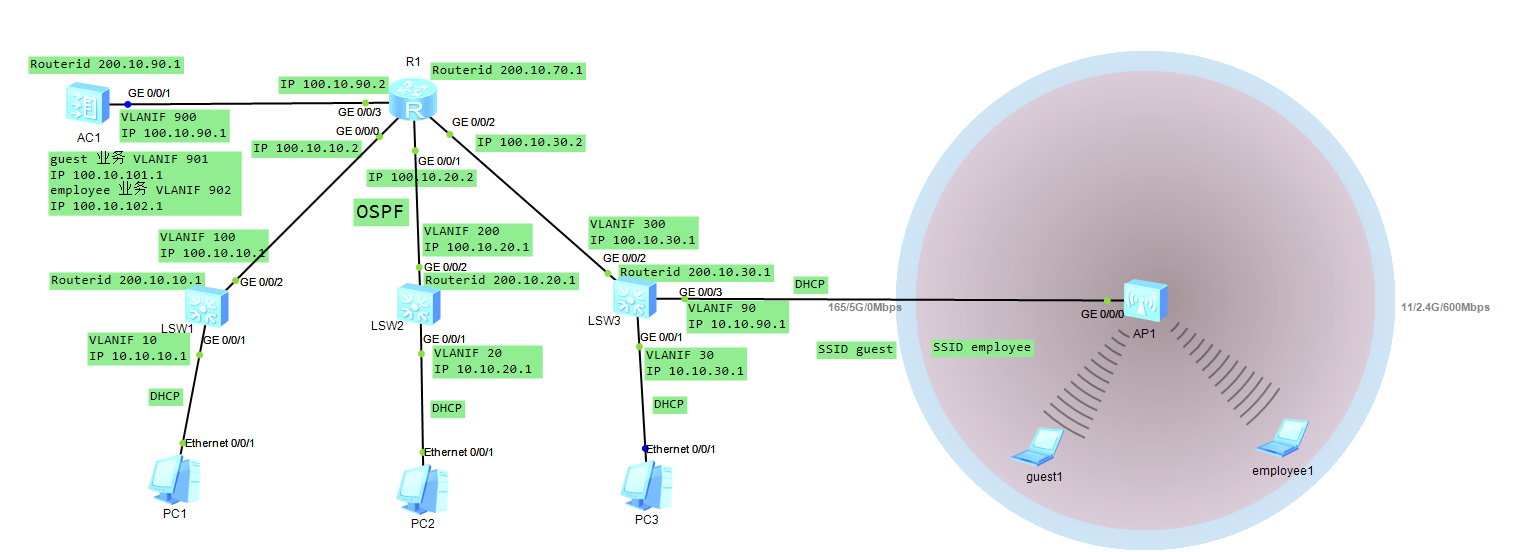 R1
Routerid 200.10.90.1
Routerid 200.10.70.1
IP 100.10.90.2
GE 0/0/1
GE 0/0/3
VLANIF 900
IP 100.10.90.1
AC1
GE 0/0/0
GE 0/0/2
IP 100.10.10.2
IP 100.10.30.2
guest 业务 VLANIF 901
IP 100.10.101.1
employee 业务 VLANIF 902
IP 100.10.102.1
GE 0/0/1
IP 100.10.20.2
OSPF
VLANIF 100
IP 100.10.10.1
VLANIF 200
IP 100.10.20.1
VLANIF 300
IP 100.10.30.1
GE 0/0/2
GE 0/0/2
GE 0/0/2
Routerid 200.10.10.1
Routerid 200.10.20.1
Routerid 200.10.30.1
DHCP
GE 0/0/3
165/5G/0Mbps
11/2.4G/600Mbps
VLANIF 90
IP 10.10.90.1
GE 0/0/0
AP1
LSW1
LSW2
LSW3
GE 0/0/1
GE 0/0/1
GE 0/0/1
VLANIF 10
IP 10.10.10.1
VLANIF 20
IP 10.10.20.1
VLANIF 30
IP 10.10.30.1
SSID guest
SSID employee
DHCP
DHCP
DHCP
Ethernet 0/0/1
Ethernet 0/0/1
Ethernet 0/0/1
PC1
PC2
PC3
guest1
employee1